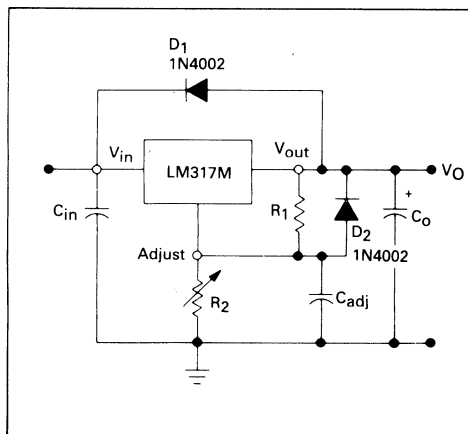 D1
1N4002
Vin
Vout
LM317M
VO
Cin
R1
D2
1N4002
+
Co
Adjust
R2
Cadj